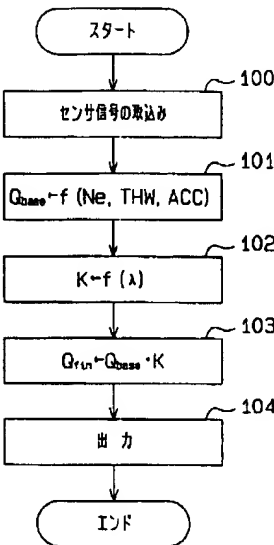 スタート
100
センサ信号の取込み
101
Qbase←f (Ne, THW, ACC)
102
K←f (λ)
103
Qfin←Qbase・K
104
出 力
エンド